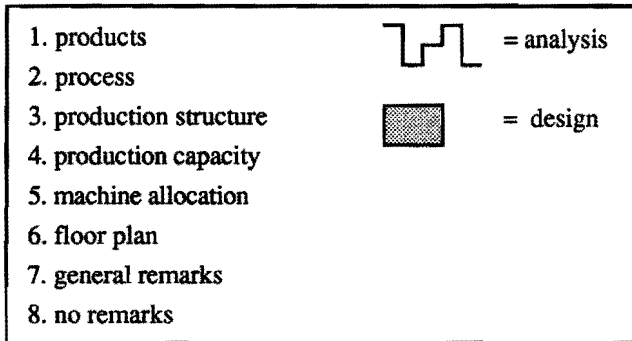 1. products
2. process
3. production structure
4. production capacity
5. machine allocation
6. floor plan
7. general remarks
8. no remarks
= analysis
= design